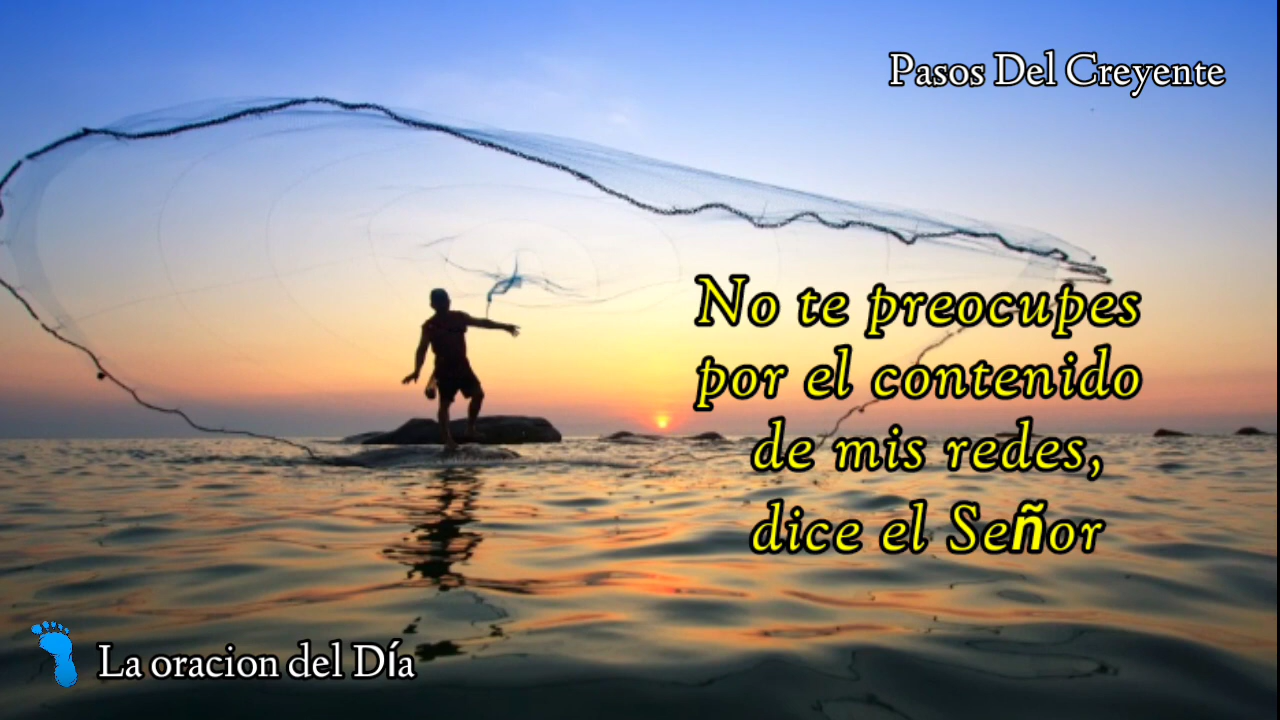 Pasos Del Creyente
No te preocupes
por el contenido
de mis redes,
dice el Señor
La oracion del Día